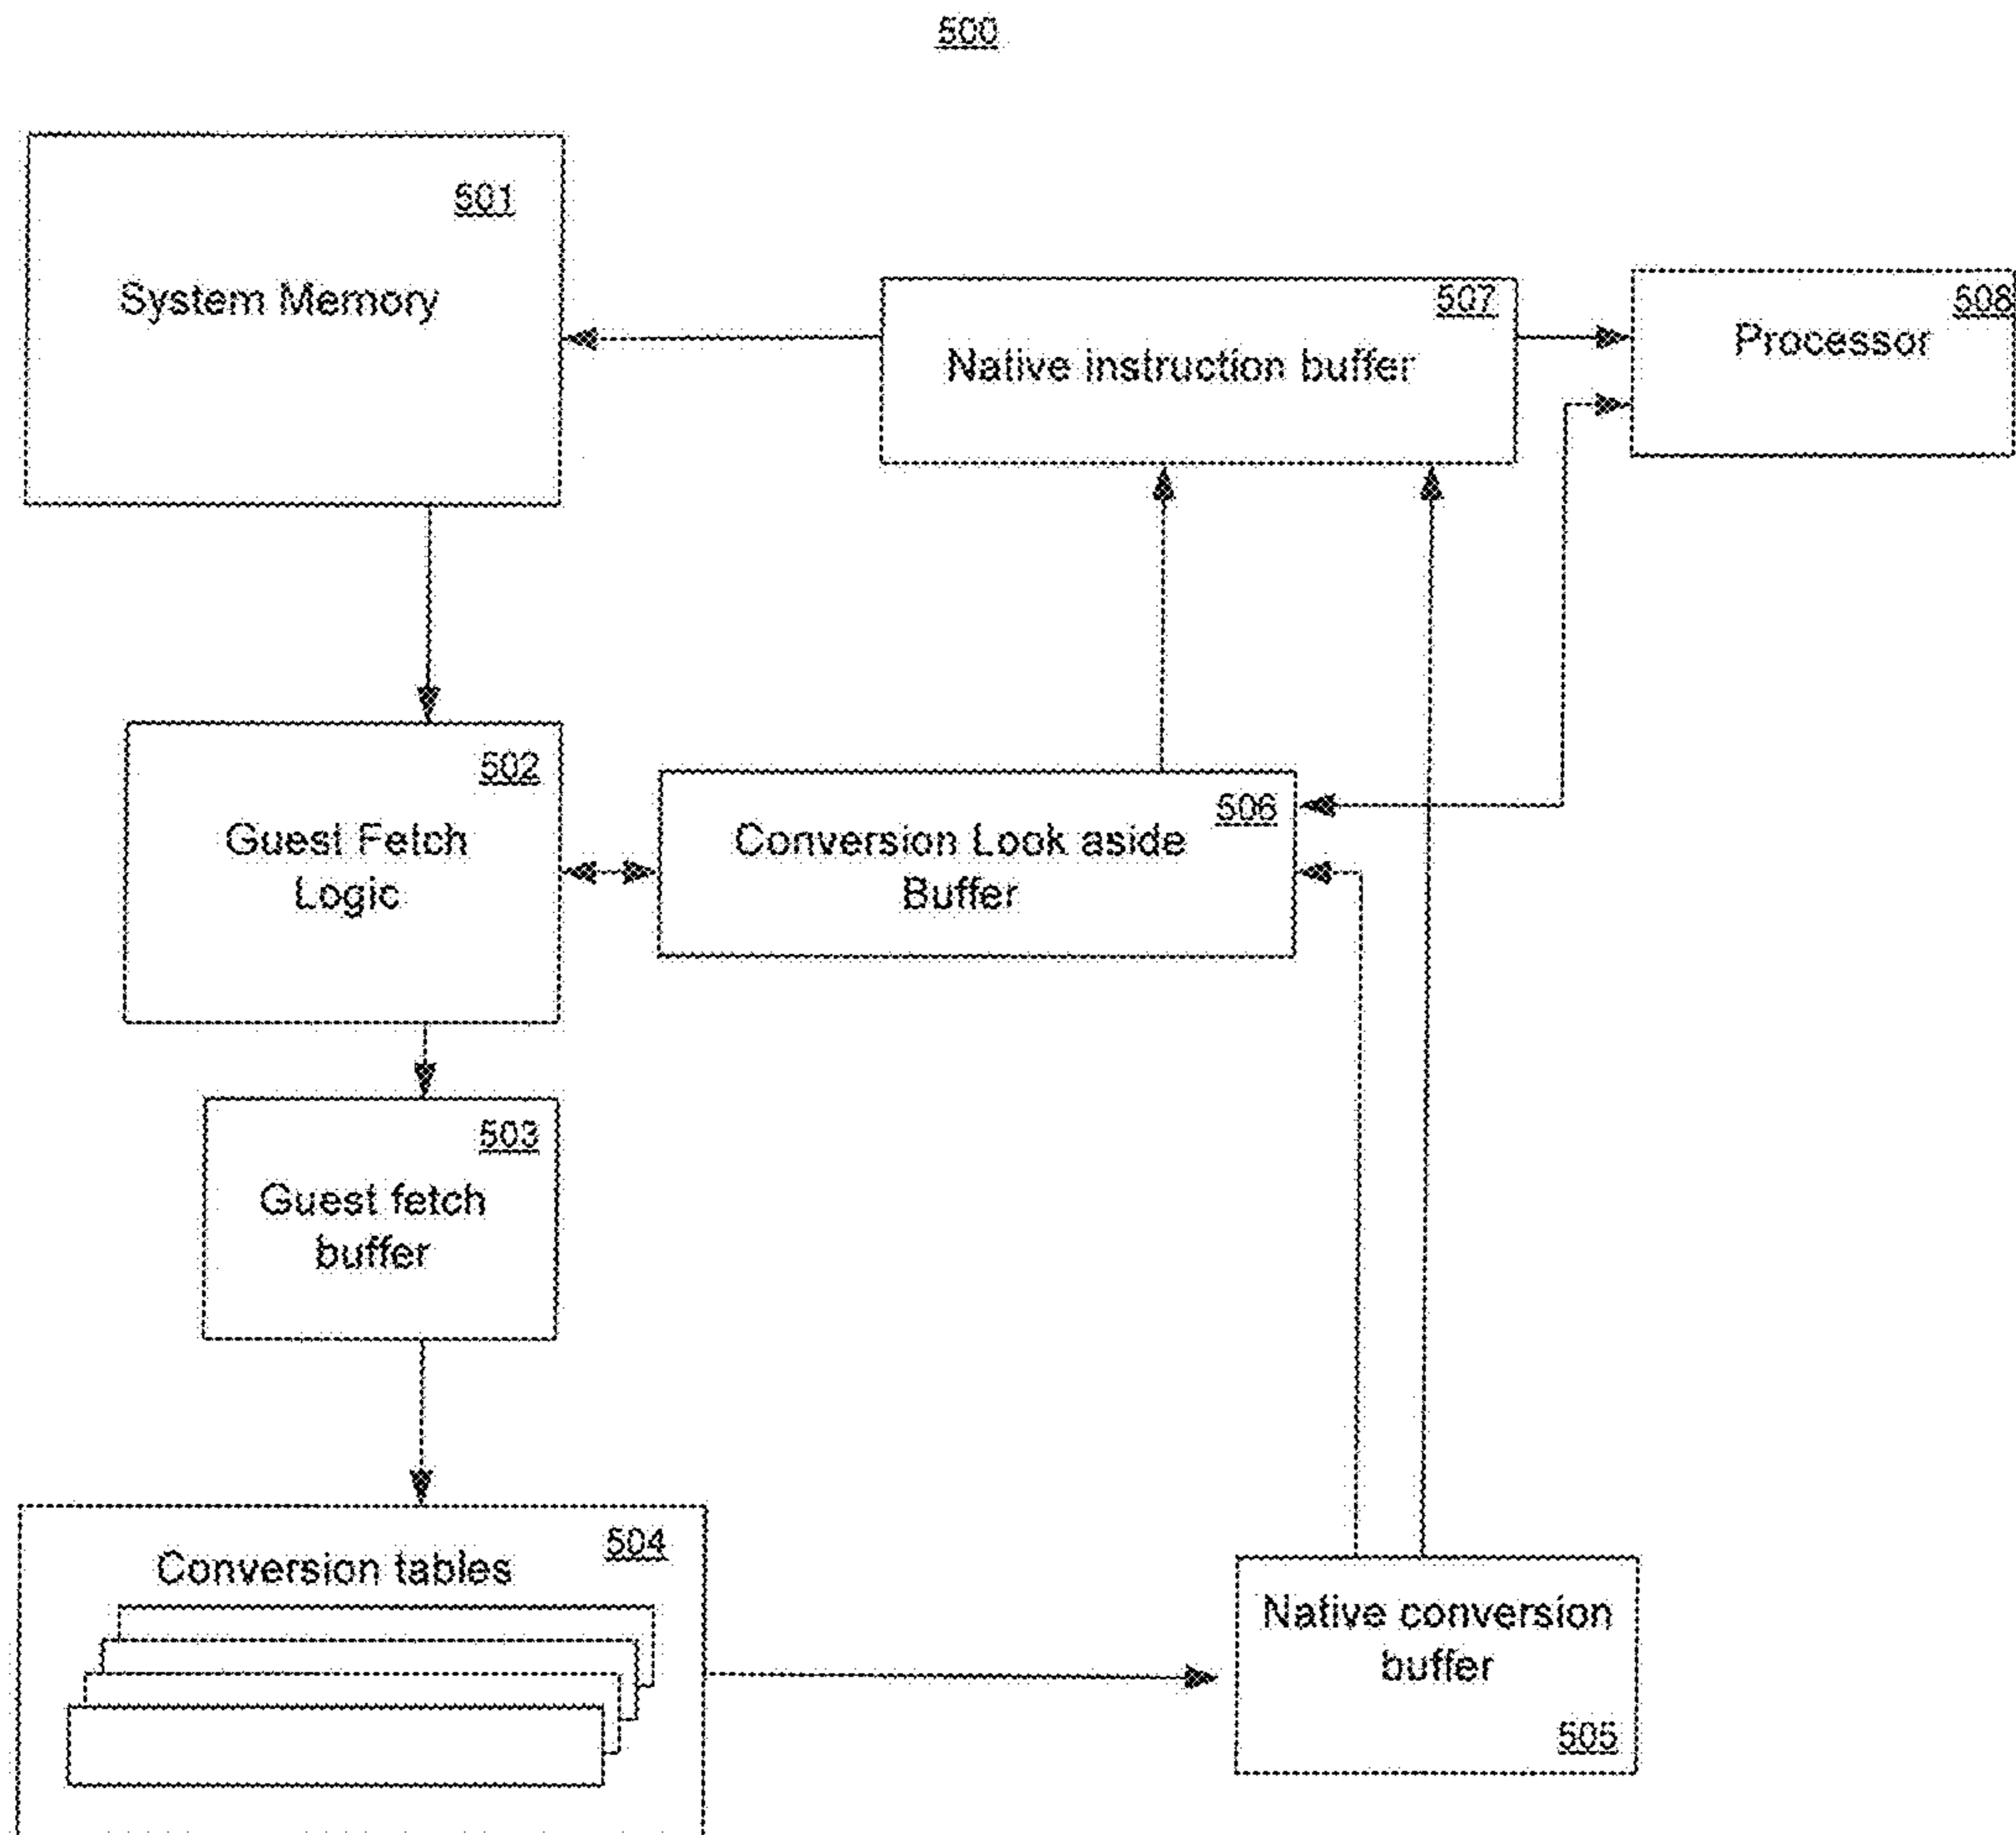 500
501
System Memory
507
Native instruction buffer
508
Processor
502
Guest Fetch
Logic
506
Conversion Look aside
Buffer
503
Guest fetch
buffer
504
Conversion tables
Native conversion
buffer
505